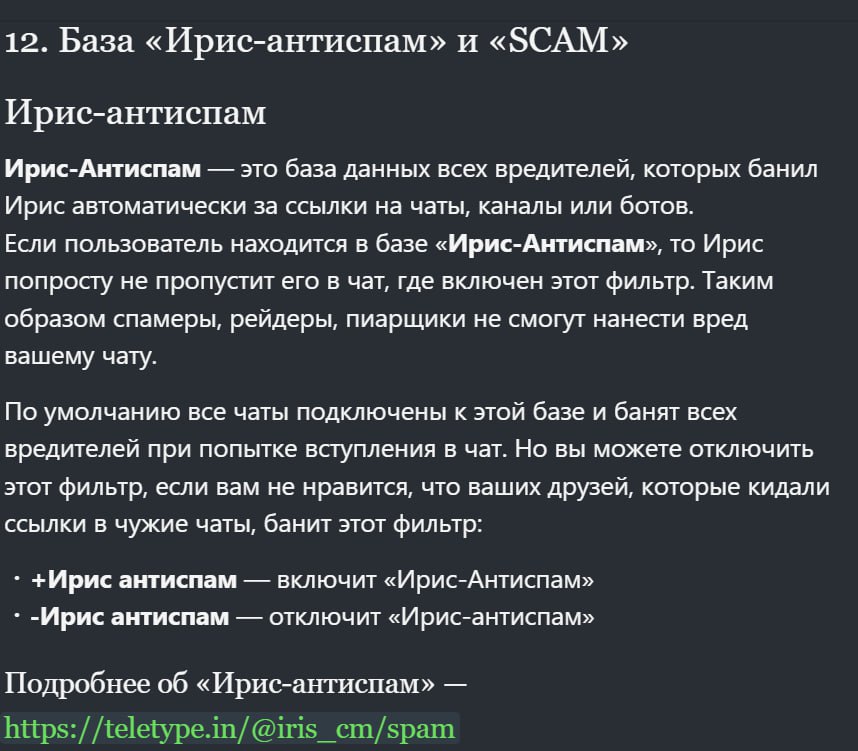 12. База «Ирис-антиспам» и «SCAM»
Ирис-антиспам
Ирис-Антиспам — это база данных всех вредителей, которых банил
Ирис автоматически за ссылки на чаты, каналы или ботов.
Если пользователь находится в базе «Ирис-Антиспам», то Ирис
попросту не пропустит его в чат, где включен этот фильтр. Таким
образом спамеры, рейдеры, пиарщики не смогут нанести вред
вашему чату.
По умолчанию все чаты подключены к этой базе и банят всех
вредителей при попытке вступления в чат. Но вы можете отключить
этот фильтр, если вам не нравится, что ваших друзей, которые кидали
ссылки в чужие чаты, банит этот фильтр:
· +Ирис антиспам — включит «Ирис-Антиспам»
· -Ирис антиспам — отключит «Ирис-антиспам»
Подробнее об «Ирис-антиспам» —
https://teletype.in/@iris_cm/spam